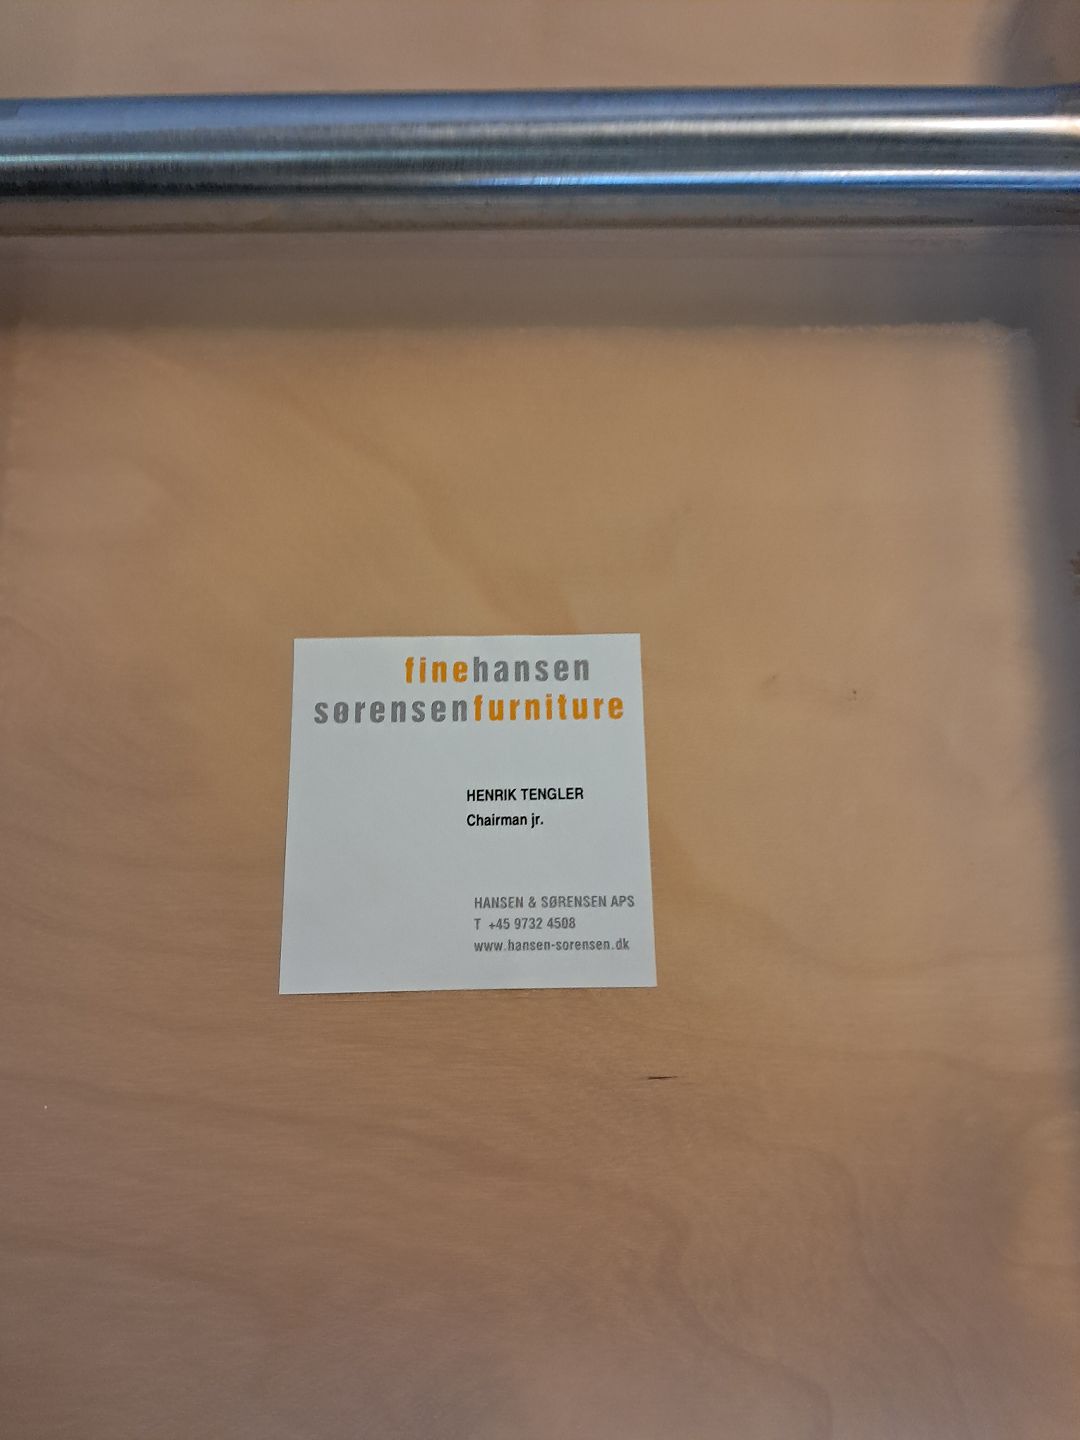 finehansen
sørensenfurniture
HENRIK TENGLER
Chairman jr.
HANSEN & SØRENSEN APS
T +45 9732 4508
www.hansen-sorensen.dk